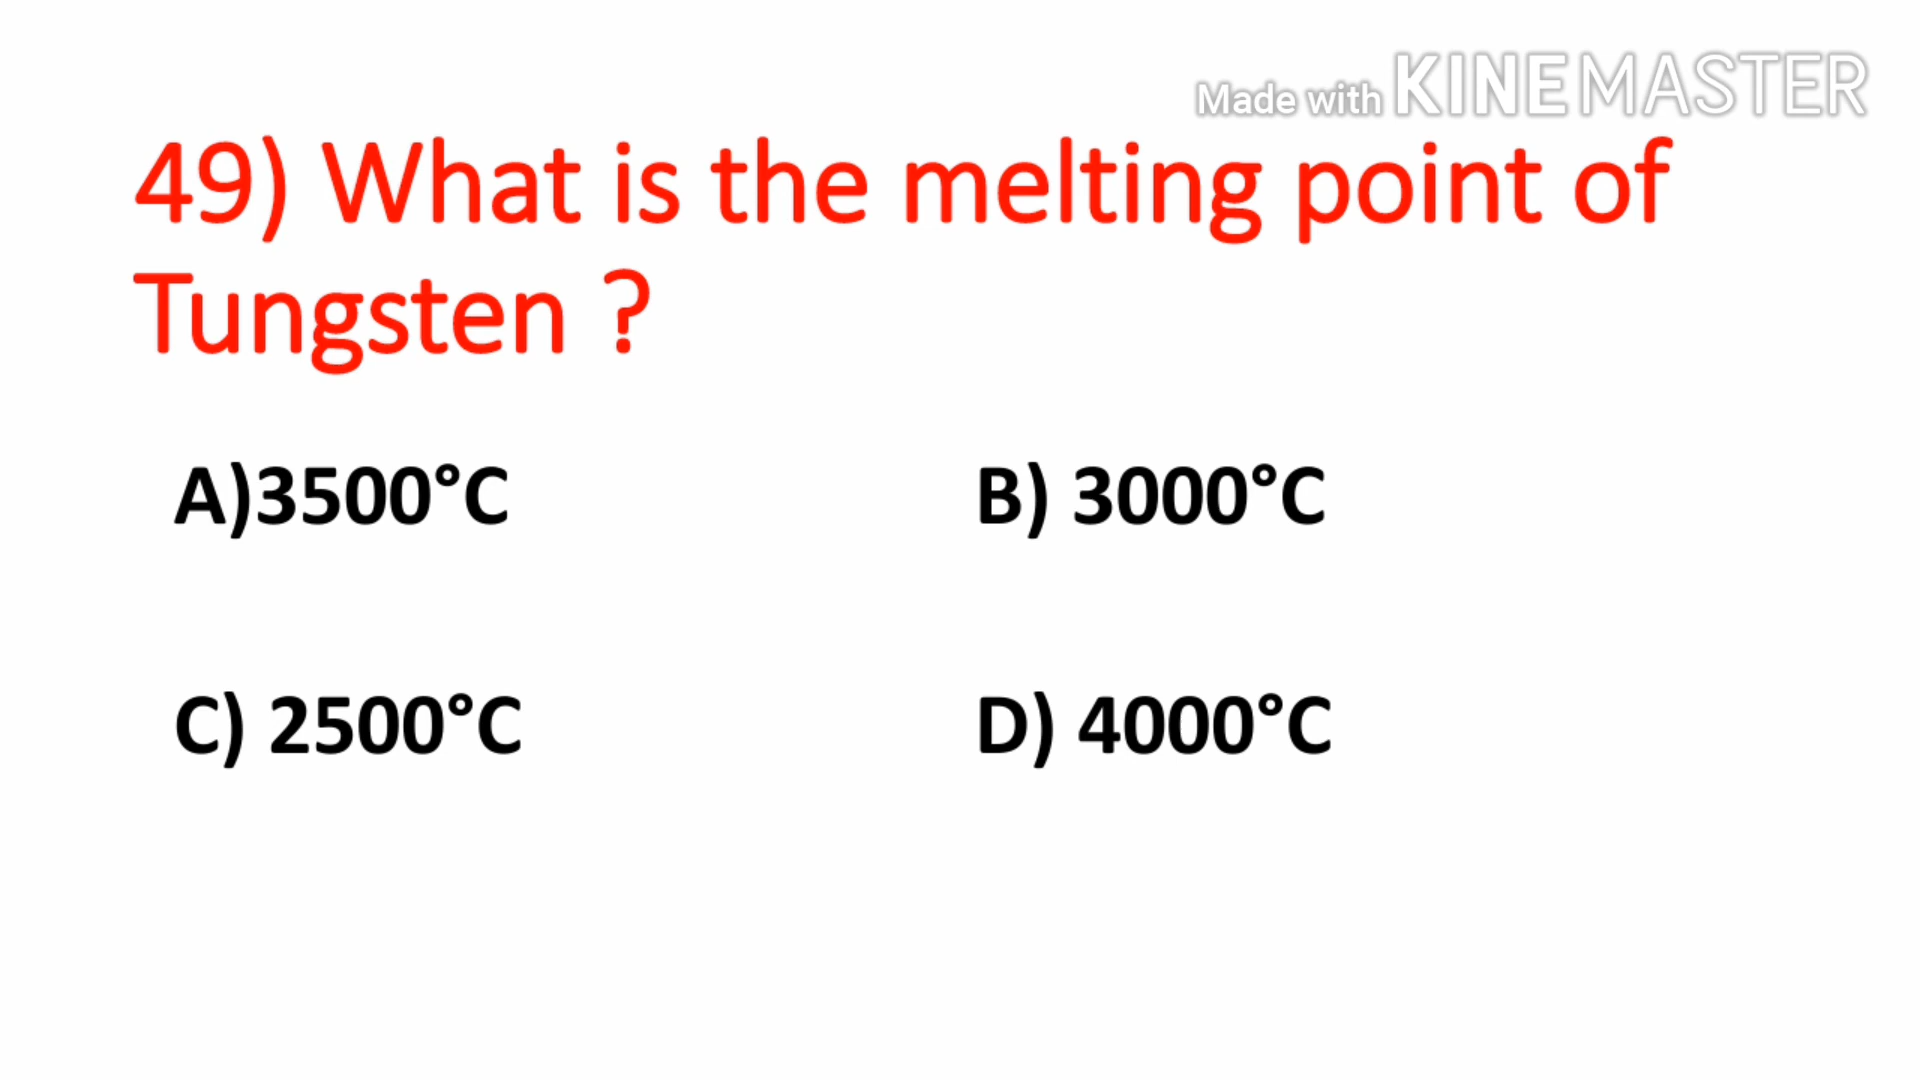 Made with KINEMASTER
49) What is the melting point of
Tungsten ?
A)3500°C
B) 3000°C
C) 2500°C
D) 4000°C